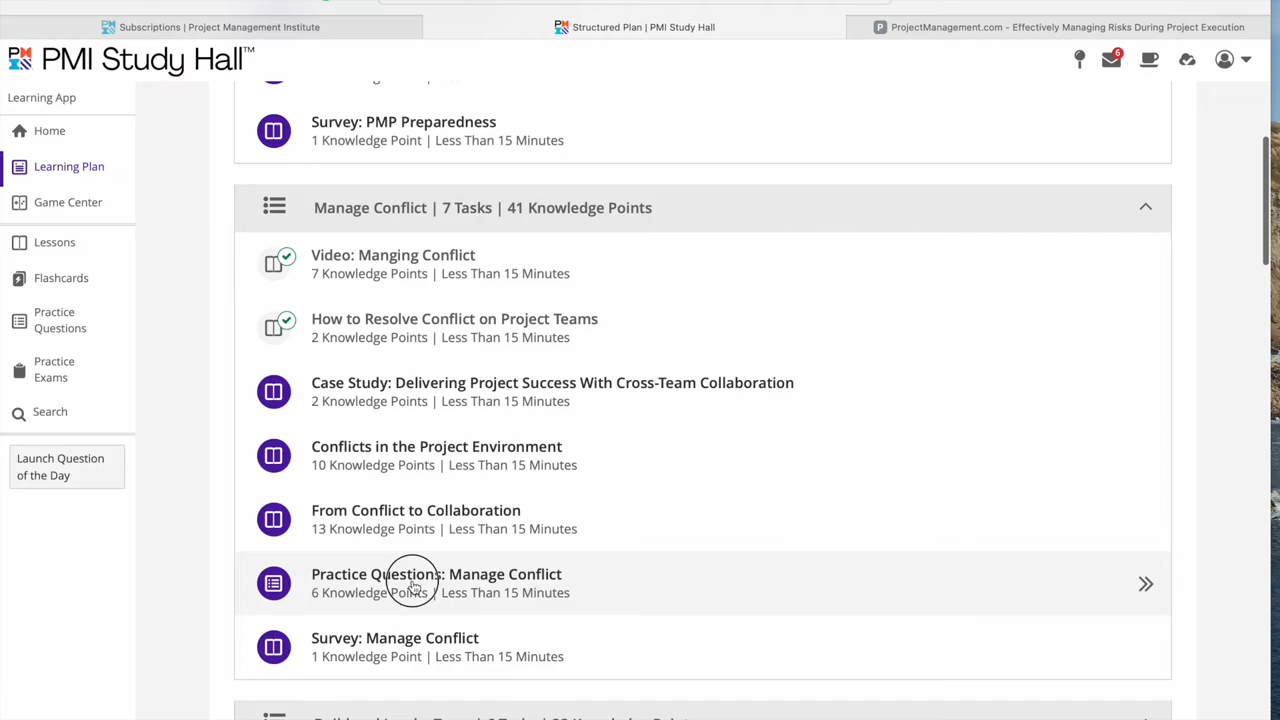 Subscriptions | Project Management Institute
Structured Plan | PMI Study Hall
ProjectManagement.com - Effectively Managing Risks During Project Execution
PMI Study Hall™
6
Learning App
Home
Learning Plan
Game Center
Lessons
Flashcards
Practice
Questions
Practice
Exams
Search
Launch Question
of the Day
Survey: PMP Preparedness
1 Knowledge Point | Less Than 15 Minutes
Manage Conflict | 7 Tasks | 41 Knowledge Points
Video: Manging Conflict
7 Knowledge Points | Less Than 15 Minutes
How to Resolve Conflict on Project Teams
2 Knowledge Points | Less Than 15 Minutes
Case Study: Delivering Project Success With Cross-Team Collaboration
2 Knowledge Points | Less Than 15 Minutes
Conflicts in the Project Environment
10 Knowledge Points | Less Than 15 Minutes
From Conflict to Collaboration
13 Knowledge Points | Less Than 15 Minutes
Practice Questions: Manage Conflict
6 Knowledge Points | Less Than 15 Minutes
Survey: Manage Conflict
1 Knowledge Point | Less Than 15 Minutes